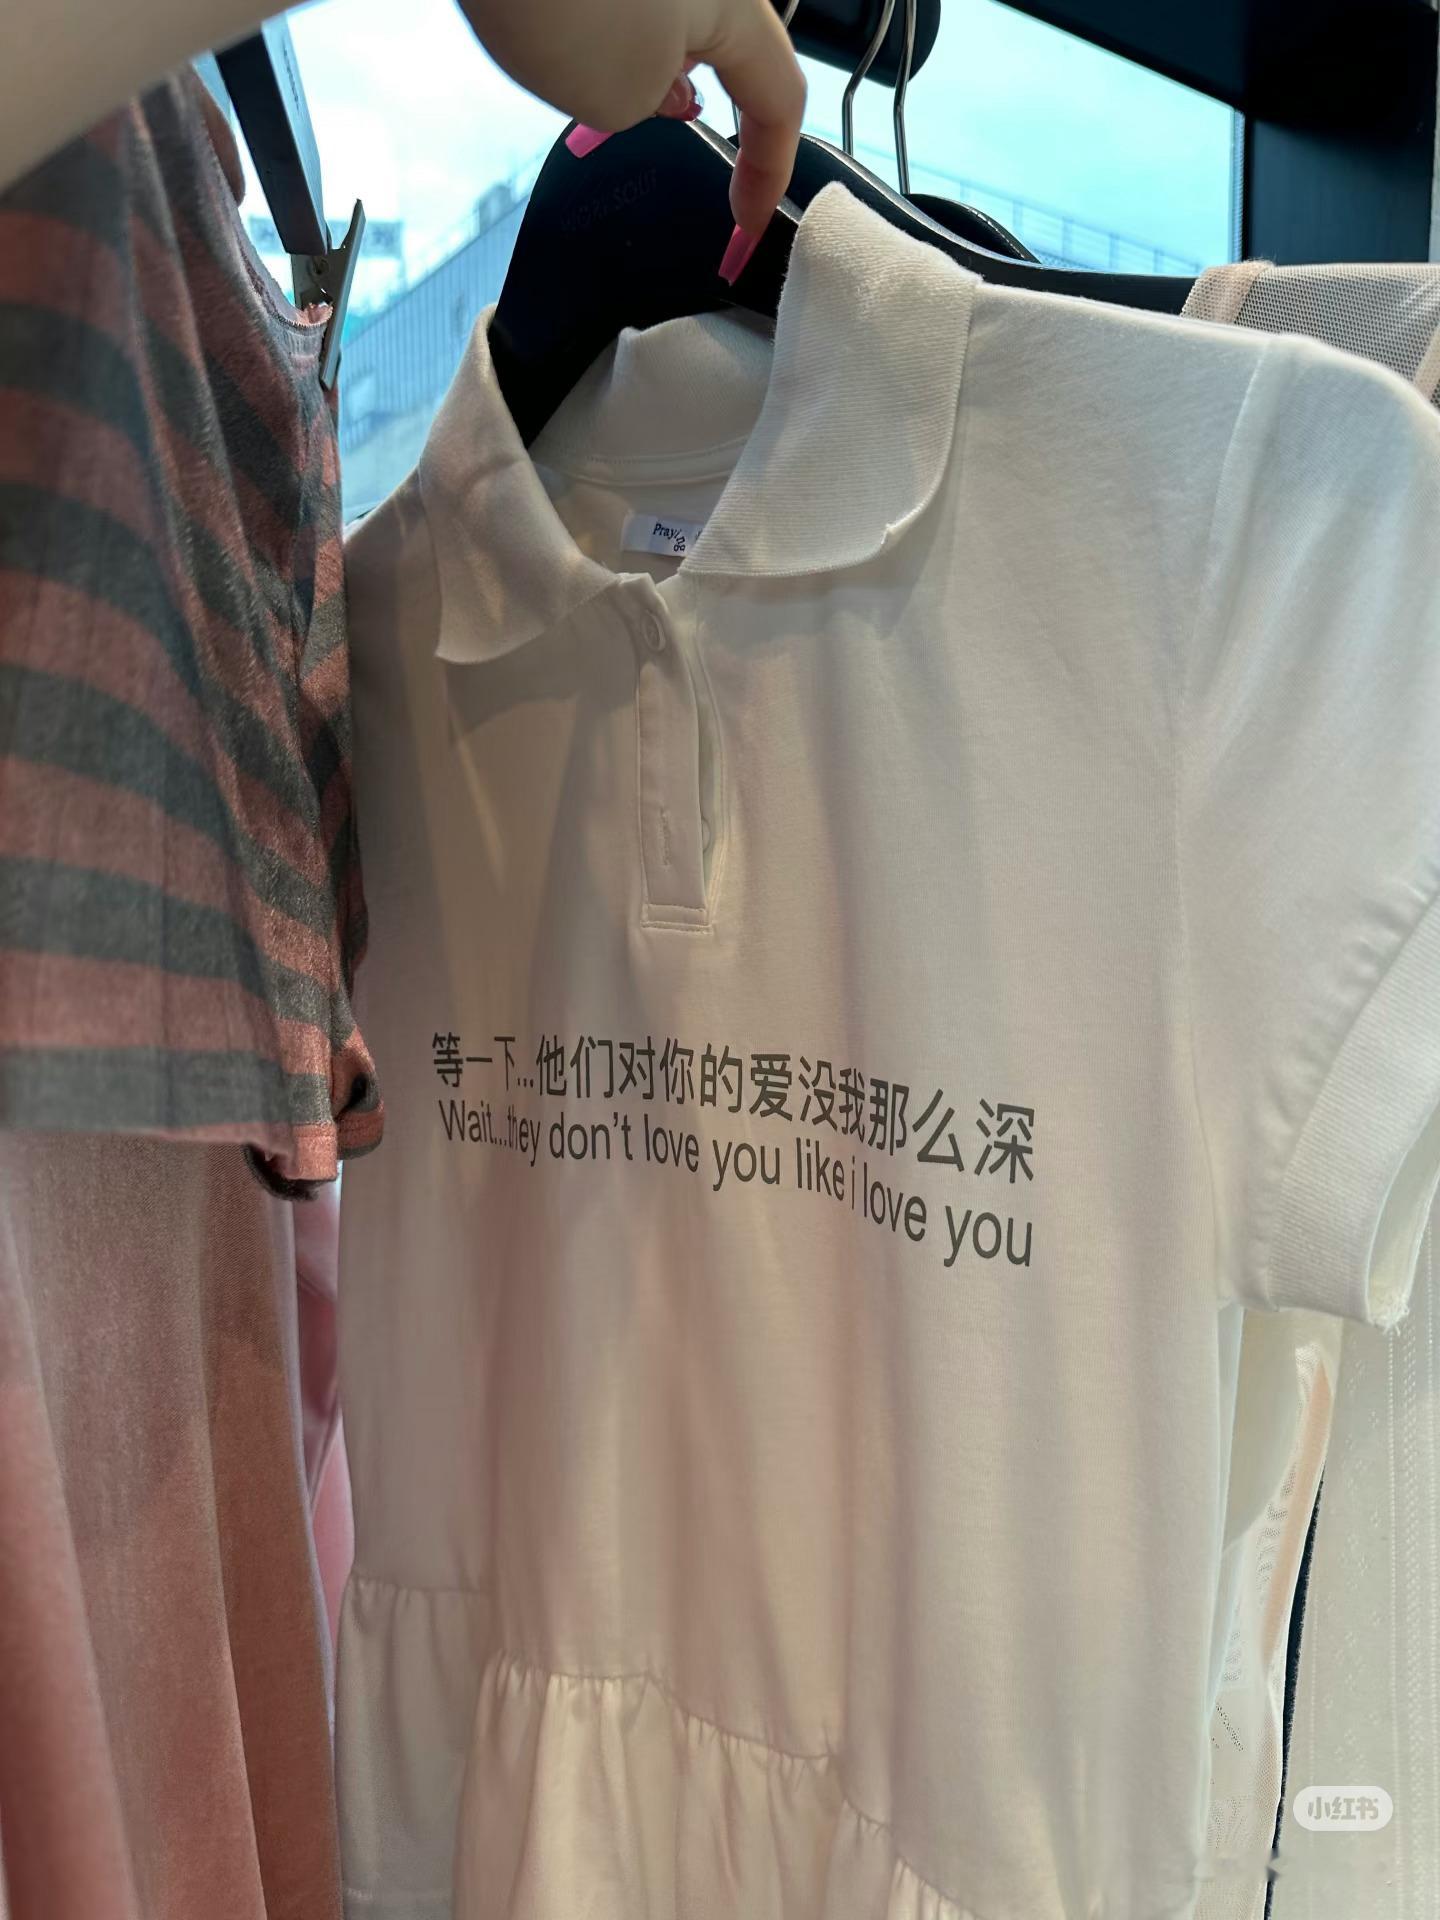 等一下...他们对你的爱没我那么深
Wait...they don't love you like i love you
小红书